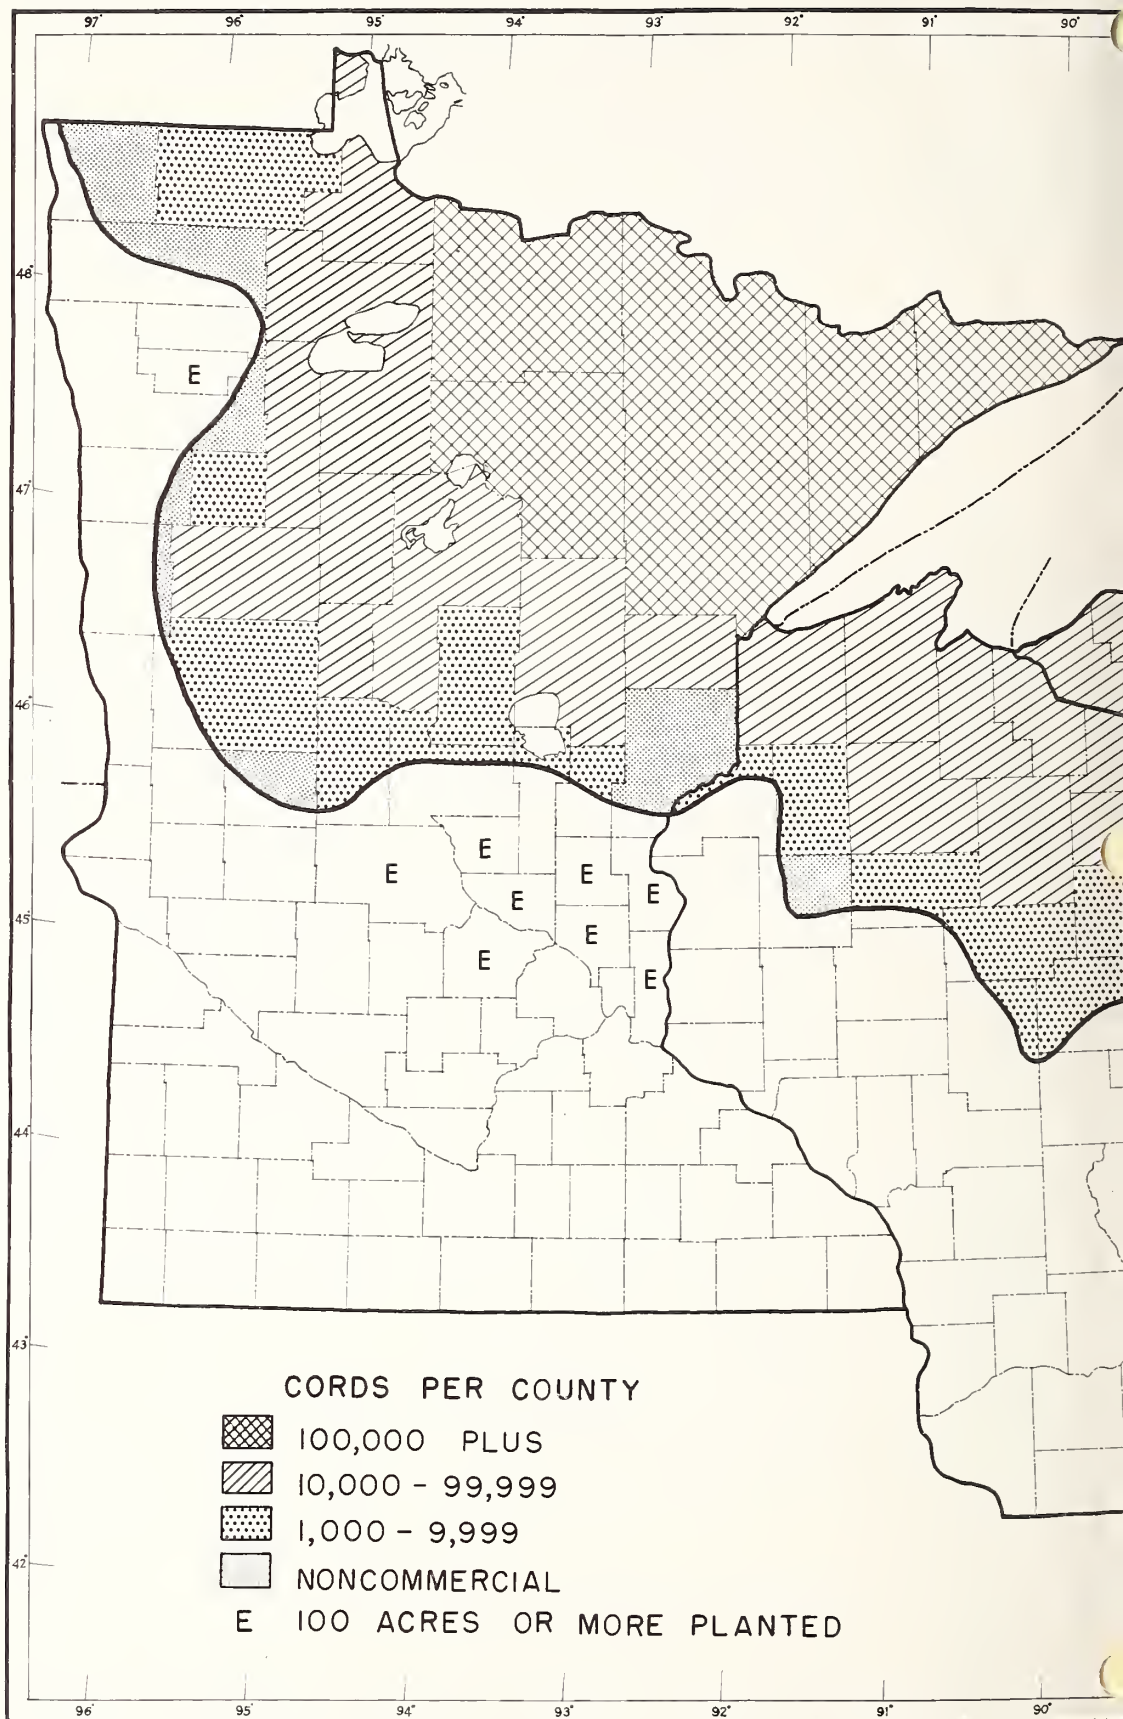 97° 96° 95° 94° 93° 92° 91° 90°
48°
E
47°
46°
E E E E
E
E
E E
45°
44°
43°
CORDS PER COUNTY
100,000 PLUS
10,000 - 99,999
1,000 - 9,999
42°
NONCOMMERCIAL
E 100 ACRES OR MORE PLANTED
96° 95° 94° 93° 92° 91° 90°